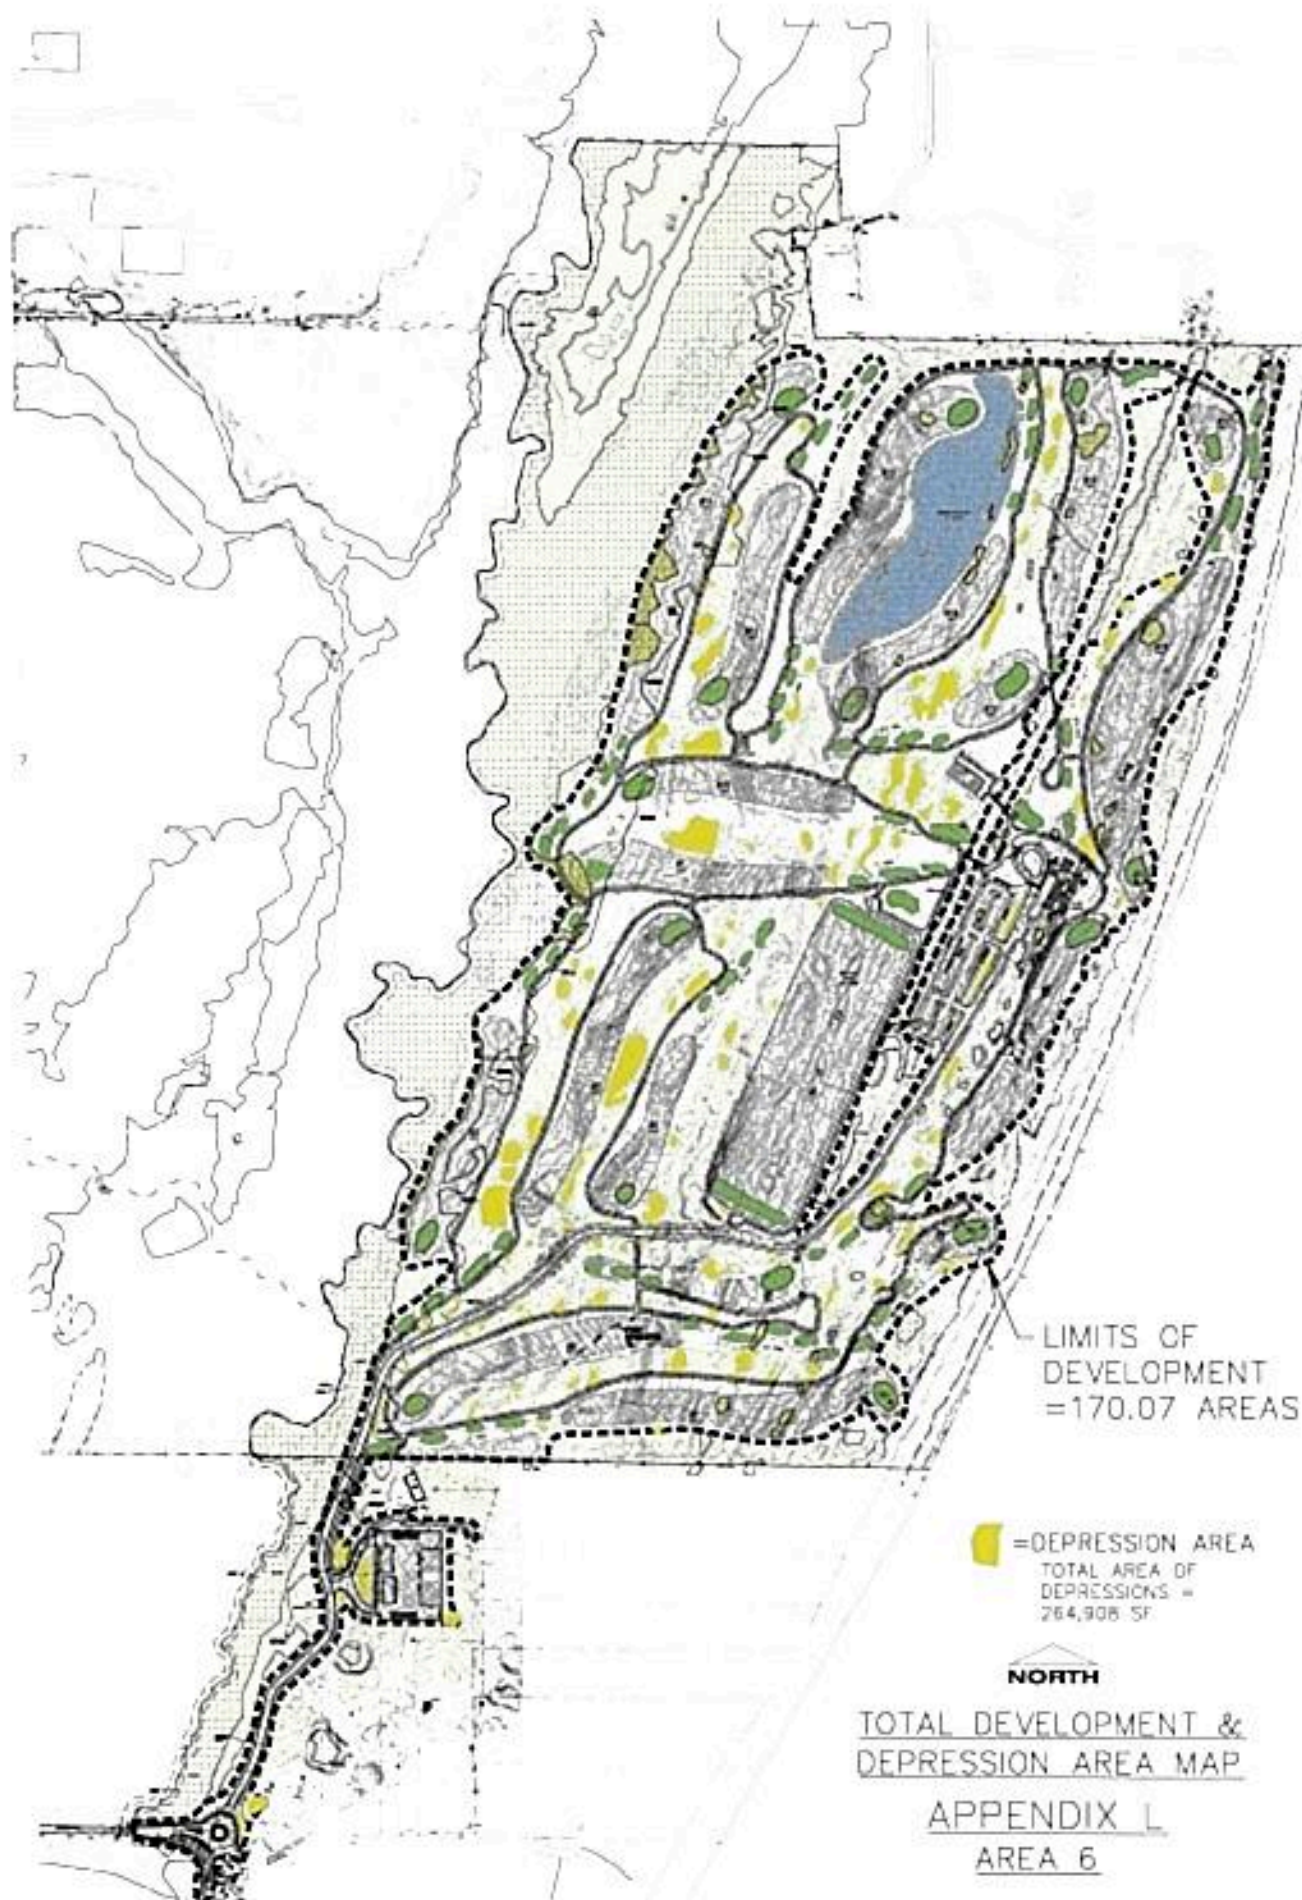 LIMITS OF
DEVELOPMENT
=170.07 AREAS
=DEPRESSION AREA
TOTAL AREA OF
DEPRESSIONS =
264,908 SF
NORTH
TOTAL DEVELOPMENT &
DEPRESSION AREA MAP
APPENDIX L
AREA 6